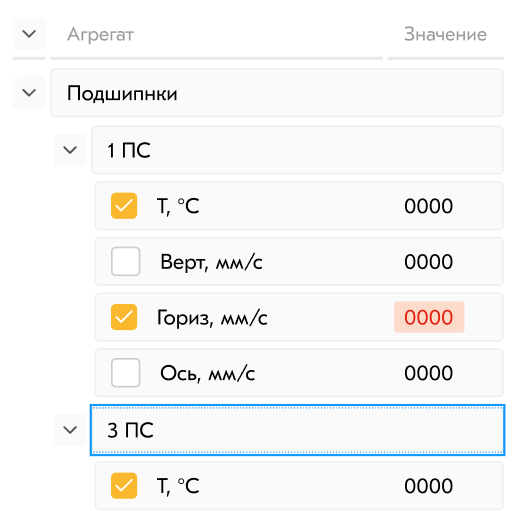 Агрегат Значение
Подшипнки
1 ПС
Т, °С 0000
Верт, мм/с 0000
Гориз, мм/с 0000
Ось, мм/с 0000
3 ПС
Т, °С 0000